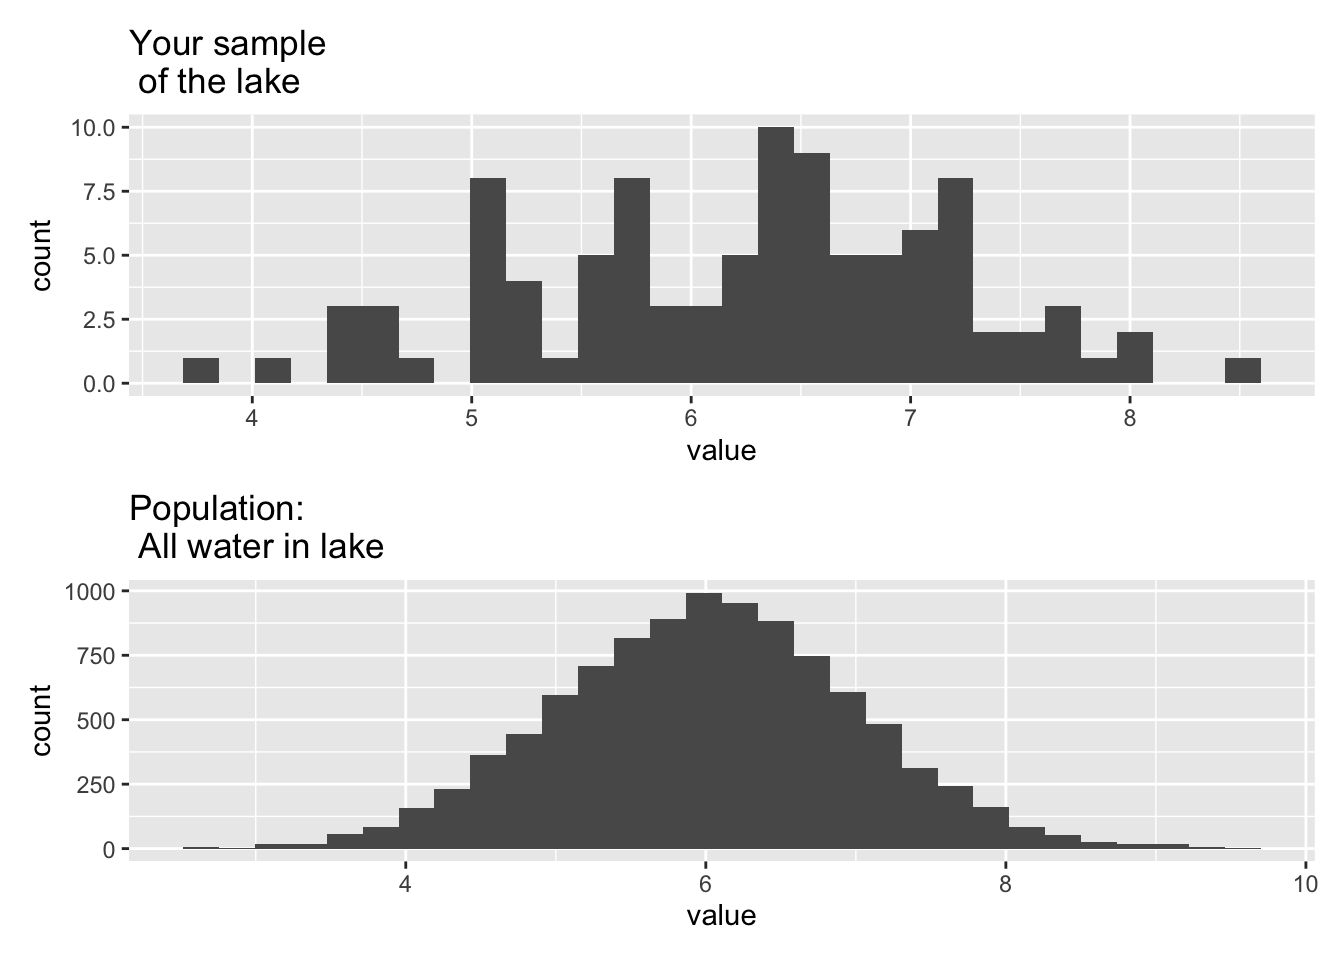 Your sample
of the lake
10.0
7.5
5.0
2.5
0.0
count
4 5 6 7 8
value
Population:
All water in lake
1000
750
500
250
0
count
4 6 8 10
value